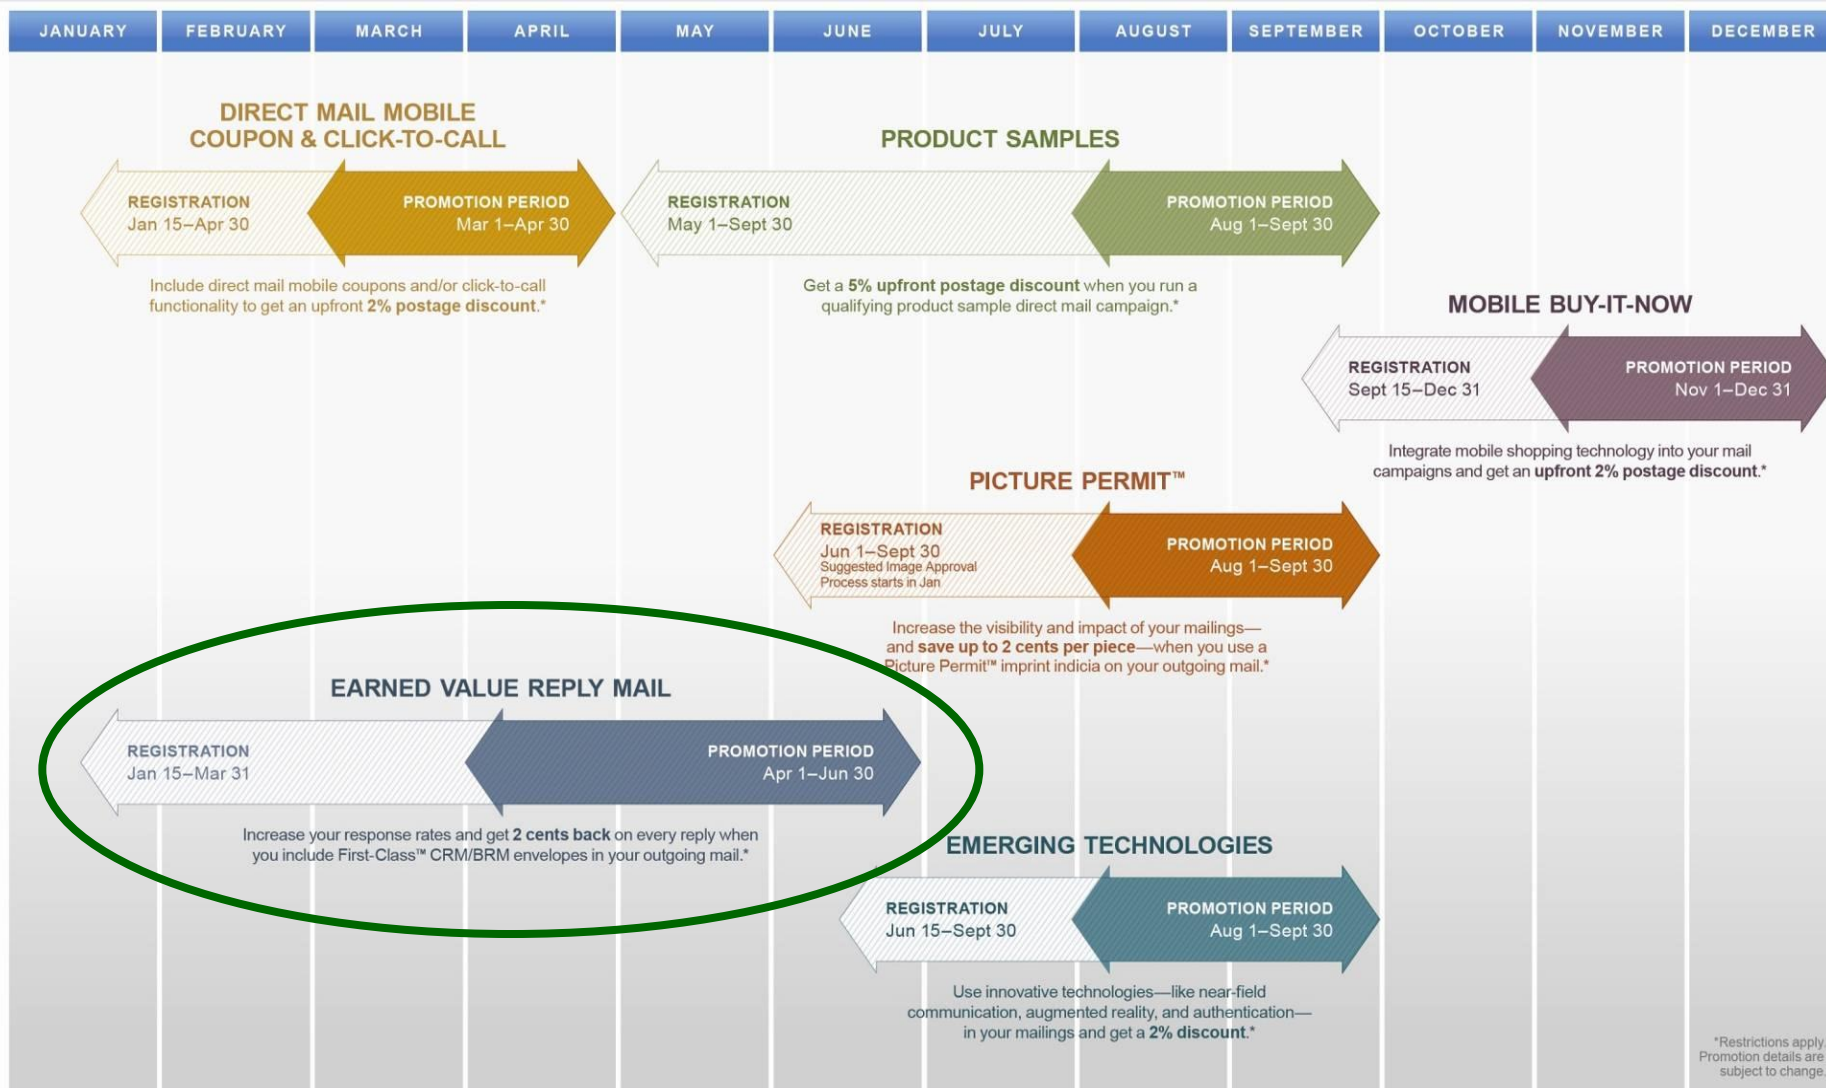 JANUARY
FEBRUARY
MARCH
APRIL
MAY
JUNE
JULY
AUGUST
SEPTEMBER
OCTOBER
NOVEMBER
DECEMBER
DIRECT MAIL MOBILE
COUPON & CLICK-TO-CALL
REGISTRATION
Jan 15–Apr 30
PROMOTION PERIOD
Mar 1–Apr 30
Include direct mail mobile coupons and/or click-to-call
functionality to get an upfront 2% postage discount.*
PRODUCT SAMPLES
REGISTRATION
May 1–Sept 30
PROMOTION PERIOD
Aug 1–Sept 30
Get a 5% upfront postage discount when you run a
qualifying product sample direct mail campaign.*
MOBILE BUY-IT-NOW
REGISTRATION
Sept 15–Dec 31
PROMOTION PERIOD
Nov 1–Dec 31
Integrate mobile shopping technology into your mail
campaigns and get an upfront 2% postage discount.*
PICTURE PERMIT™
REGISTRATION
Jun 1–Sept 30
Suggested Image Approval
Process starts in Jan
PROMOTION PERIOD
Aug 1–Sept 30
Increase the visibility and impact of your mailings—
and save up to 2 cents per piece—when you use a
Picture Permit™ imprint indicia on your outgoing mail.*
EARNED VALUE REPLY MAIL
REGISTRATION
Jan 15–Mar 31
PROMOTION PERIOD
Apr 1–Jun 30
Increase your response rates and get 2 cents back on every reply when
you include First-Class™ CRM/BRM envelopes in your outgoing mail.*
EMERGING TECHNOLOGIES
REGISTRATION
Jun 15–Sept 30
PROMOTION PERIOD
Aug 1–Sept 30
Use innovative technologies—like near-field
communication, augmented reality, and authentication—
in your mailings and get a 2% discount.*
*Restrictions apply.
Promotion details are
subject to change.